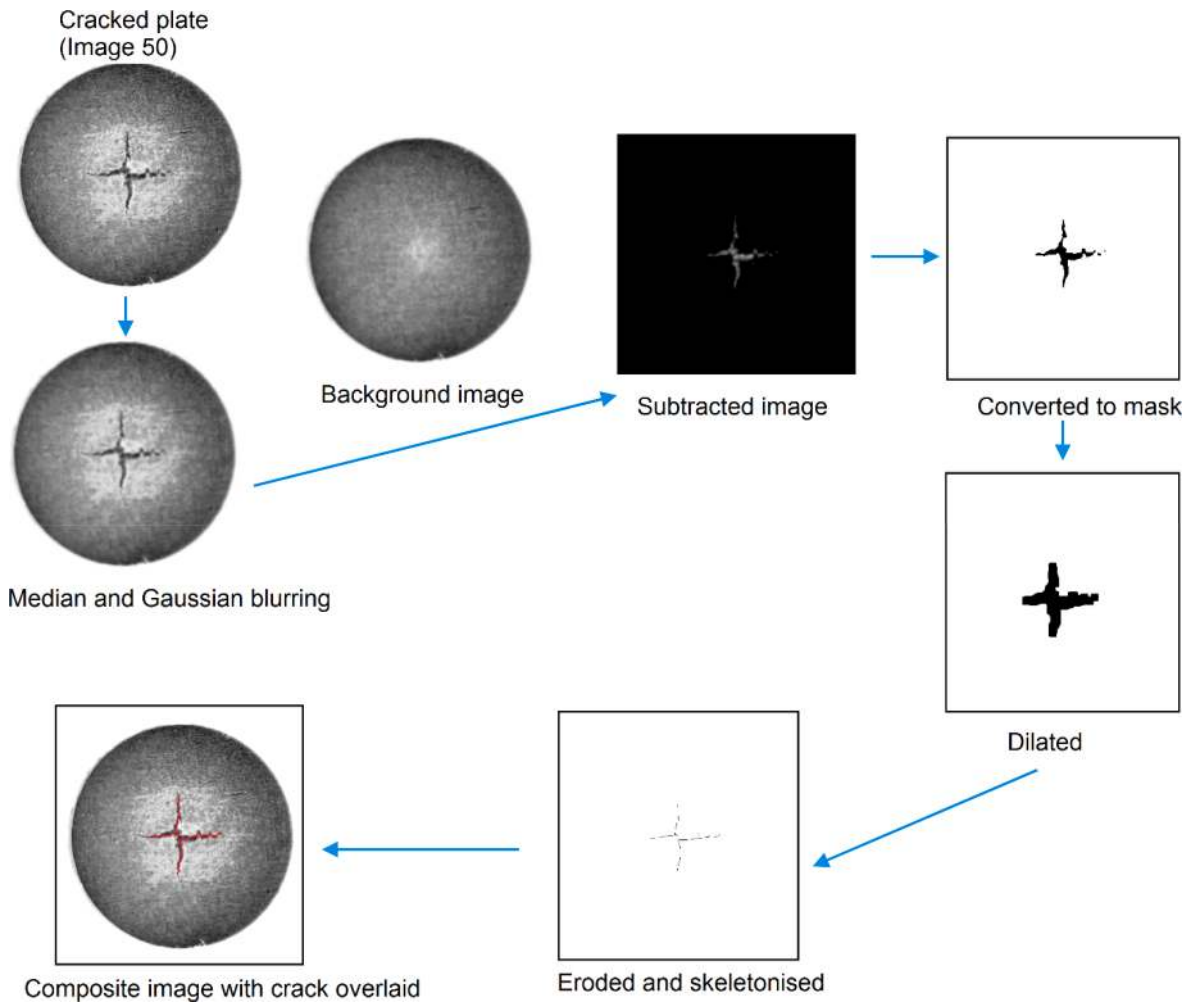 Cracked plate
(Image 50)
Background image
Subtracted image
Converted to mask
Median and Gaussian blurring
Dilated
Composite image with crack overlaid
Eroded and skeletonised